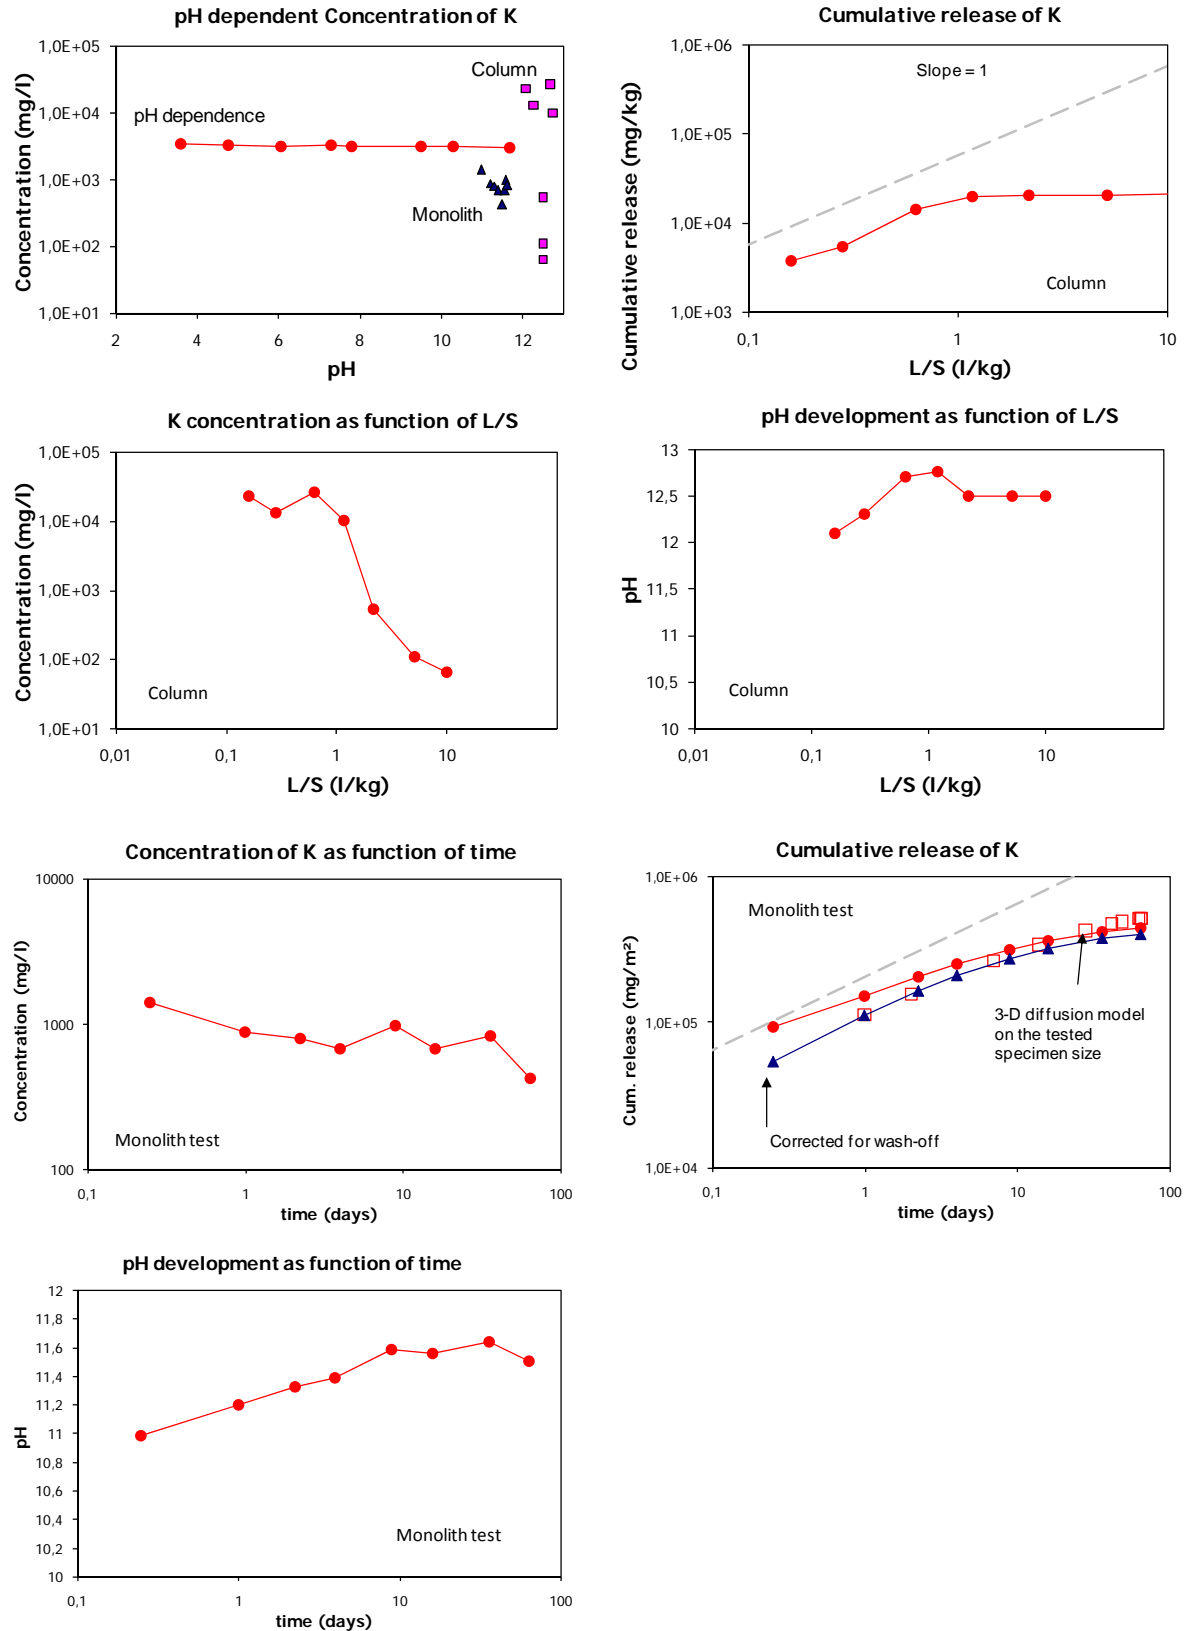 pH dependent Concentration of K
Concentration (mg/l)
1,0E+05
1,0E+04
1,0E+03
1,0E+02
1,0E+01
Column
pH dependence
Monolith
2 4 6 8 10 12
pH
Cumulative release of K
Cumulative release (mg/kg)
1,0E+06
1,0E+05
1,0E+04
1,0E+03
Slope = 1
Column
0,1 1 10
L/S (l/kg)
K concentration as function of L/S
Concentration (mg/l)
1,0E+05
1,0E+04
1,0E+03
1,0E+02
1,0E+01
Column
0,01 0,1 1 10
L/S (l/kg)
pH development as function of L/S
pH
13
12,5
12
11,5
11
10,5
10
Column
0,01 0,1 1 10
L/S (l/kg)
Concentration of K as function of time
Concentration (mg/l)
10000
1000
100
Monolith test
0,1 1 10 100
time (days)
Cumulative release of K
Cum. release (mg/m²)
1,0E+06
1,0E+05
1,0E+04
Monolith test
3-D diffusion model
on the tested
specimen size
Corrected for wash-off
0,1 1 10 100
time (days)
pH development as function of time
pH
12
11,8
11,6
11,4
11,2
11
10,8
10,6
10,4
10,2
10
Monolith test
0,1 1 10 100
time (days)